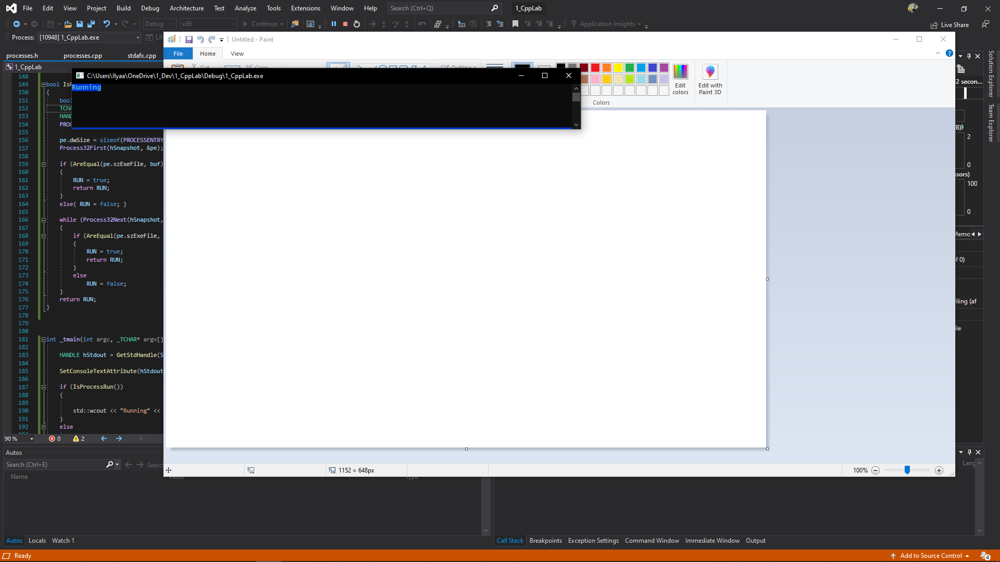 File Edit View Project Build Debug Architecture Test Analyze Tools Extensions Window Help Search (Ctrl+Q) 1_CppLab
Debug x86 Continue Application Insights Live Share
Process: [10948] 1_CppLab.exe
processes.h processes.cpp stdafx.cpp
1_CppLab
Untitled - Paint
File Home View
Cut Crop Outline
Edit colors
Edit with Paint 3D
Colors
C:\Users\Ilyaa\OneDrive\1_Dev\1_CppLab\Debug\1_CppLab.exe
Running
148
149 bool IsP
150 {
151 bool
152 TCHA
153 HAND
154 PROC
155
156 pe.dwSize = sizeof(PROCESSENTRY
157 Process32First(hSnapshot, &pe);
158
159 if (AreEqual(pe.szExeFile, buf)
160 {
161 RUN = true;
162 return RUN;
163 }
164 else{ RUN = false; }
165
166 while (Process32Next(hSnapshot,
167 {
168 if (AreEqual(pe.szExeFile,
169 {
170 RUN = true;
171 return RUN;
172 }
173 else
174 RUN = false;
175 }
176 return RUN;
177 }
178
179
180
181 int _tmain(int argc, _TCHAR* argv[]
182
183 HANDLE hStdout = GetStdHandle(S
184
185 SetConsoleTextAttribute(hStdout
186
187 if (IsProcessRun())
188 {
189
190 std::wcout << "Running" <<
191 }
192 else
90 % 0 2
Solution Explorer
Team Explorer
2 secon...
B)
2
0
ssors)
100
0
Memo
f 0)
filing (af
ile
1152 × 648px 100%
Autos
Search (Ctrl+E) Searc
Name Value Type
Lang
Autos Locals Watch 1
Call Stack Breakpoints Exception Settings Command Window Immediate Window Output
Ready Add to Source Control 4